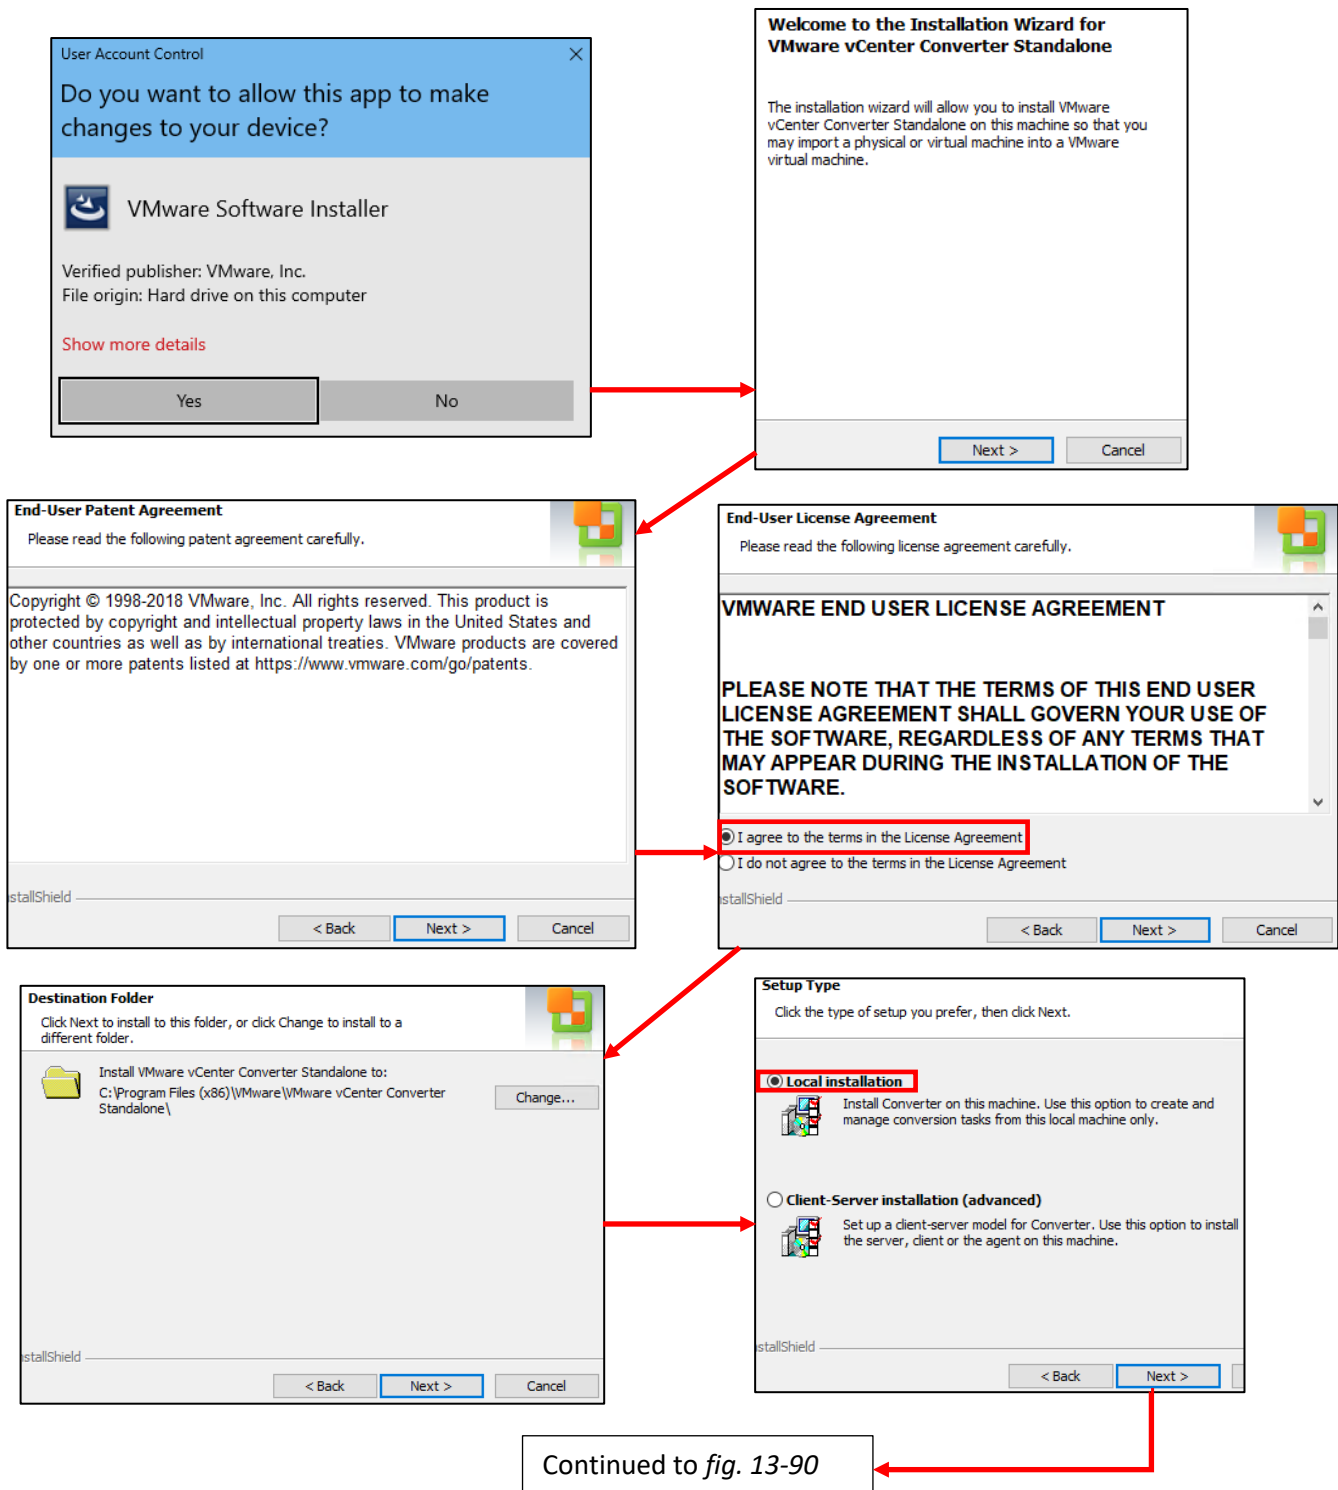 User Account Control
Do you want to allow this app to make
changes to your device?
VMware Software Installer
Verified publisher: VMware, Inc.
File origin: Hard drive on this computer
Show more details
Yes
No
Welcome to the Installation Wizard for
VMware vCenter Converter Standalone
The installation wizard will allow you to install VMware
vCenter Converter Standalone on this machine so that you
may import a physical or virtual machine into a VMware
virtual machine.
Next >
Cancel
End-User Patent Agreement
Please read the following patent agreement carefully.
Copyright © 1998-2018 VMware, Inc. All rights reserved. This product is
protected by copyright and intellectual property laws in the United States and
other countries as well as by international treaties. VMware products are covered
by one or more patents listed at https://www.vmware.com/go/patents.
stallShield
< Back
Next >
Cancel
End-User License Agreement
Please read the following license agreement carefully.
VMWARE END USER LICENSE AGREEMENT
PLEASE NOTE THAT THE TERMS OF THIS END USER
LICENSE AGREEMENT SHALL GOVERN YOUR USE OF
THE SOFTWARE, REGARDLESS OF ANY TERMS THAT
MAY APPEAR DURING THE INSTALLATION OF THE
SOFTWARE.
I agree to the terms in the License Agreement
I do not agree to the terms in the License Agreement
stallShield
< Back
Next >
Cancel
Destination Folder
Click Next to install to this folder, or click Change to install to a
different folder.
Install VMware vCenter Converter Standalone to:
C:\Program Files (x86)\VMware\VMware vCenter Converter
Standalone\
Change...
stallShield
< Back
Next >
Cancel
Setup Type
Click the type of setup you prefer, then click Next.
Local installation
Install Converter on this machine. Use this option to create and
manage conversion tasks from this local machine only.
Client-Server installation (advanced)
Set up a client-server model for Converter. Use this option to install
the server, client or the agent on this machine.
stallShield
< Back
Next >
Continued to fig. 13-90